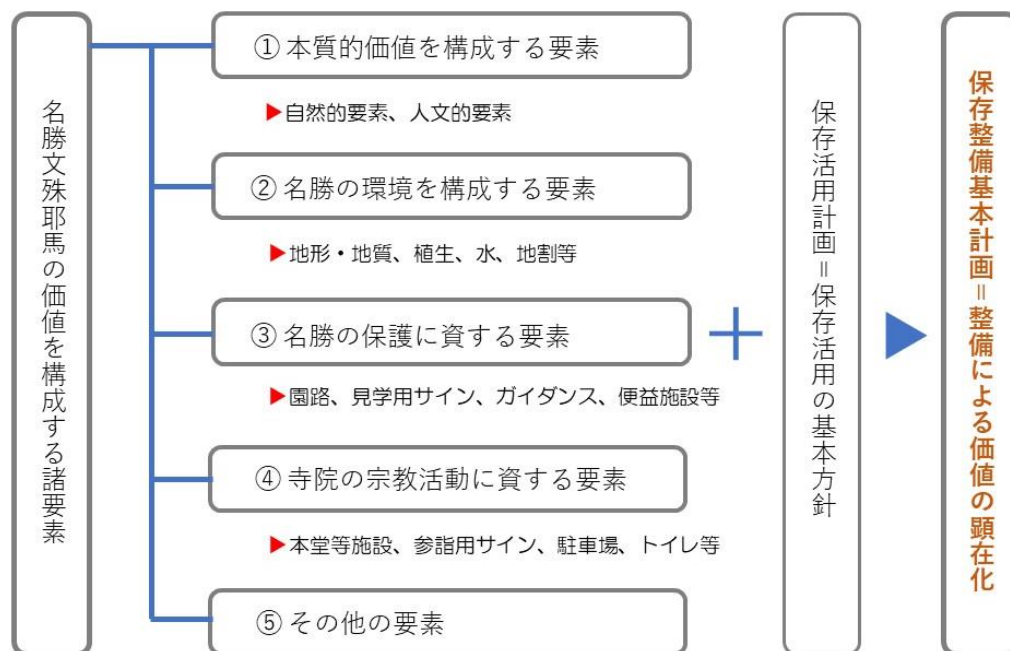 名勝文殊耶馬の価値を構成する諸要素
① 本質的価値を構成する要素
▶自然的要素、人文的要素
② 名勝の環境を構成する要素
▶地形・地質、植生、水、地割等
③ 名勝の保護に資する要素
▶園路、見学用サイン、ガイダンス、便益施設等
④ 寺院の宗教活動に資する要素
▶本堂等施設、参詣用サイン、駐車場、トイレ等
⑤ その他の要素
＋
保存活用計画＝保存活用の基本方針
保存整備基本計画＝整備による価値の顕在化